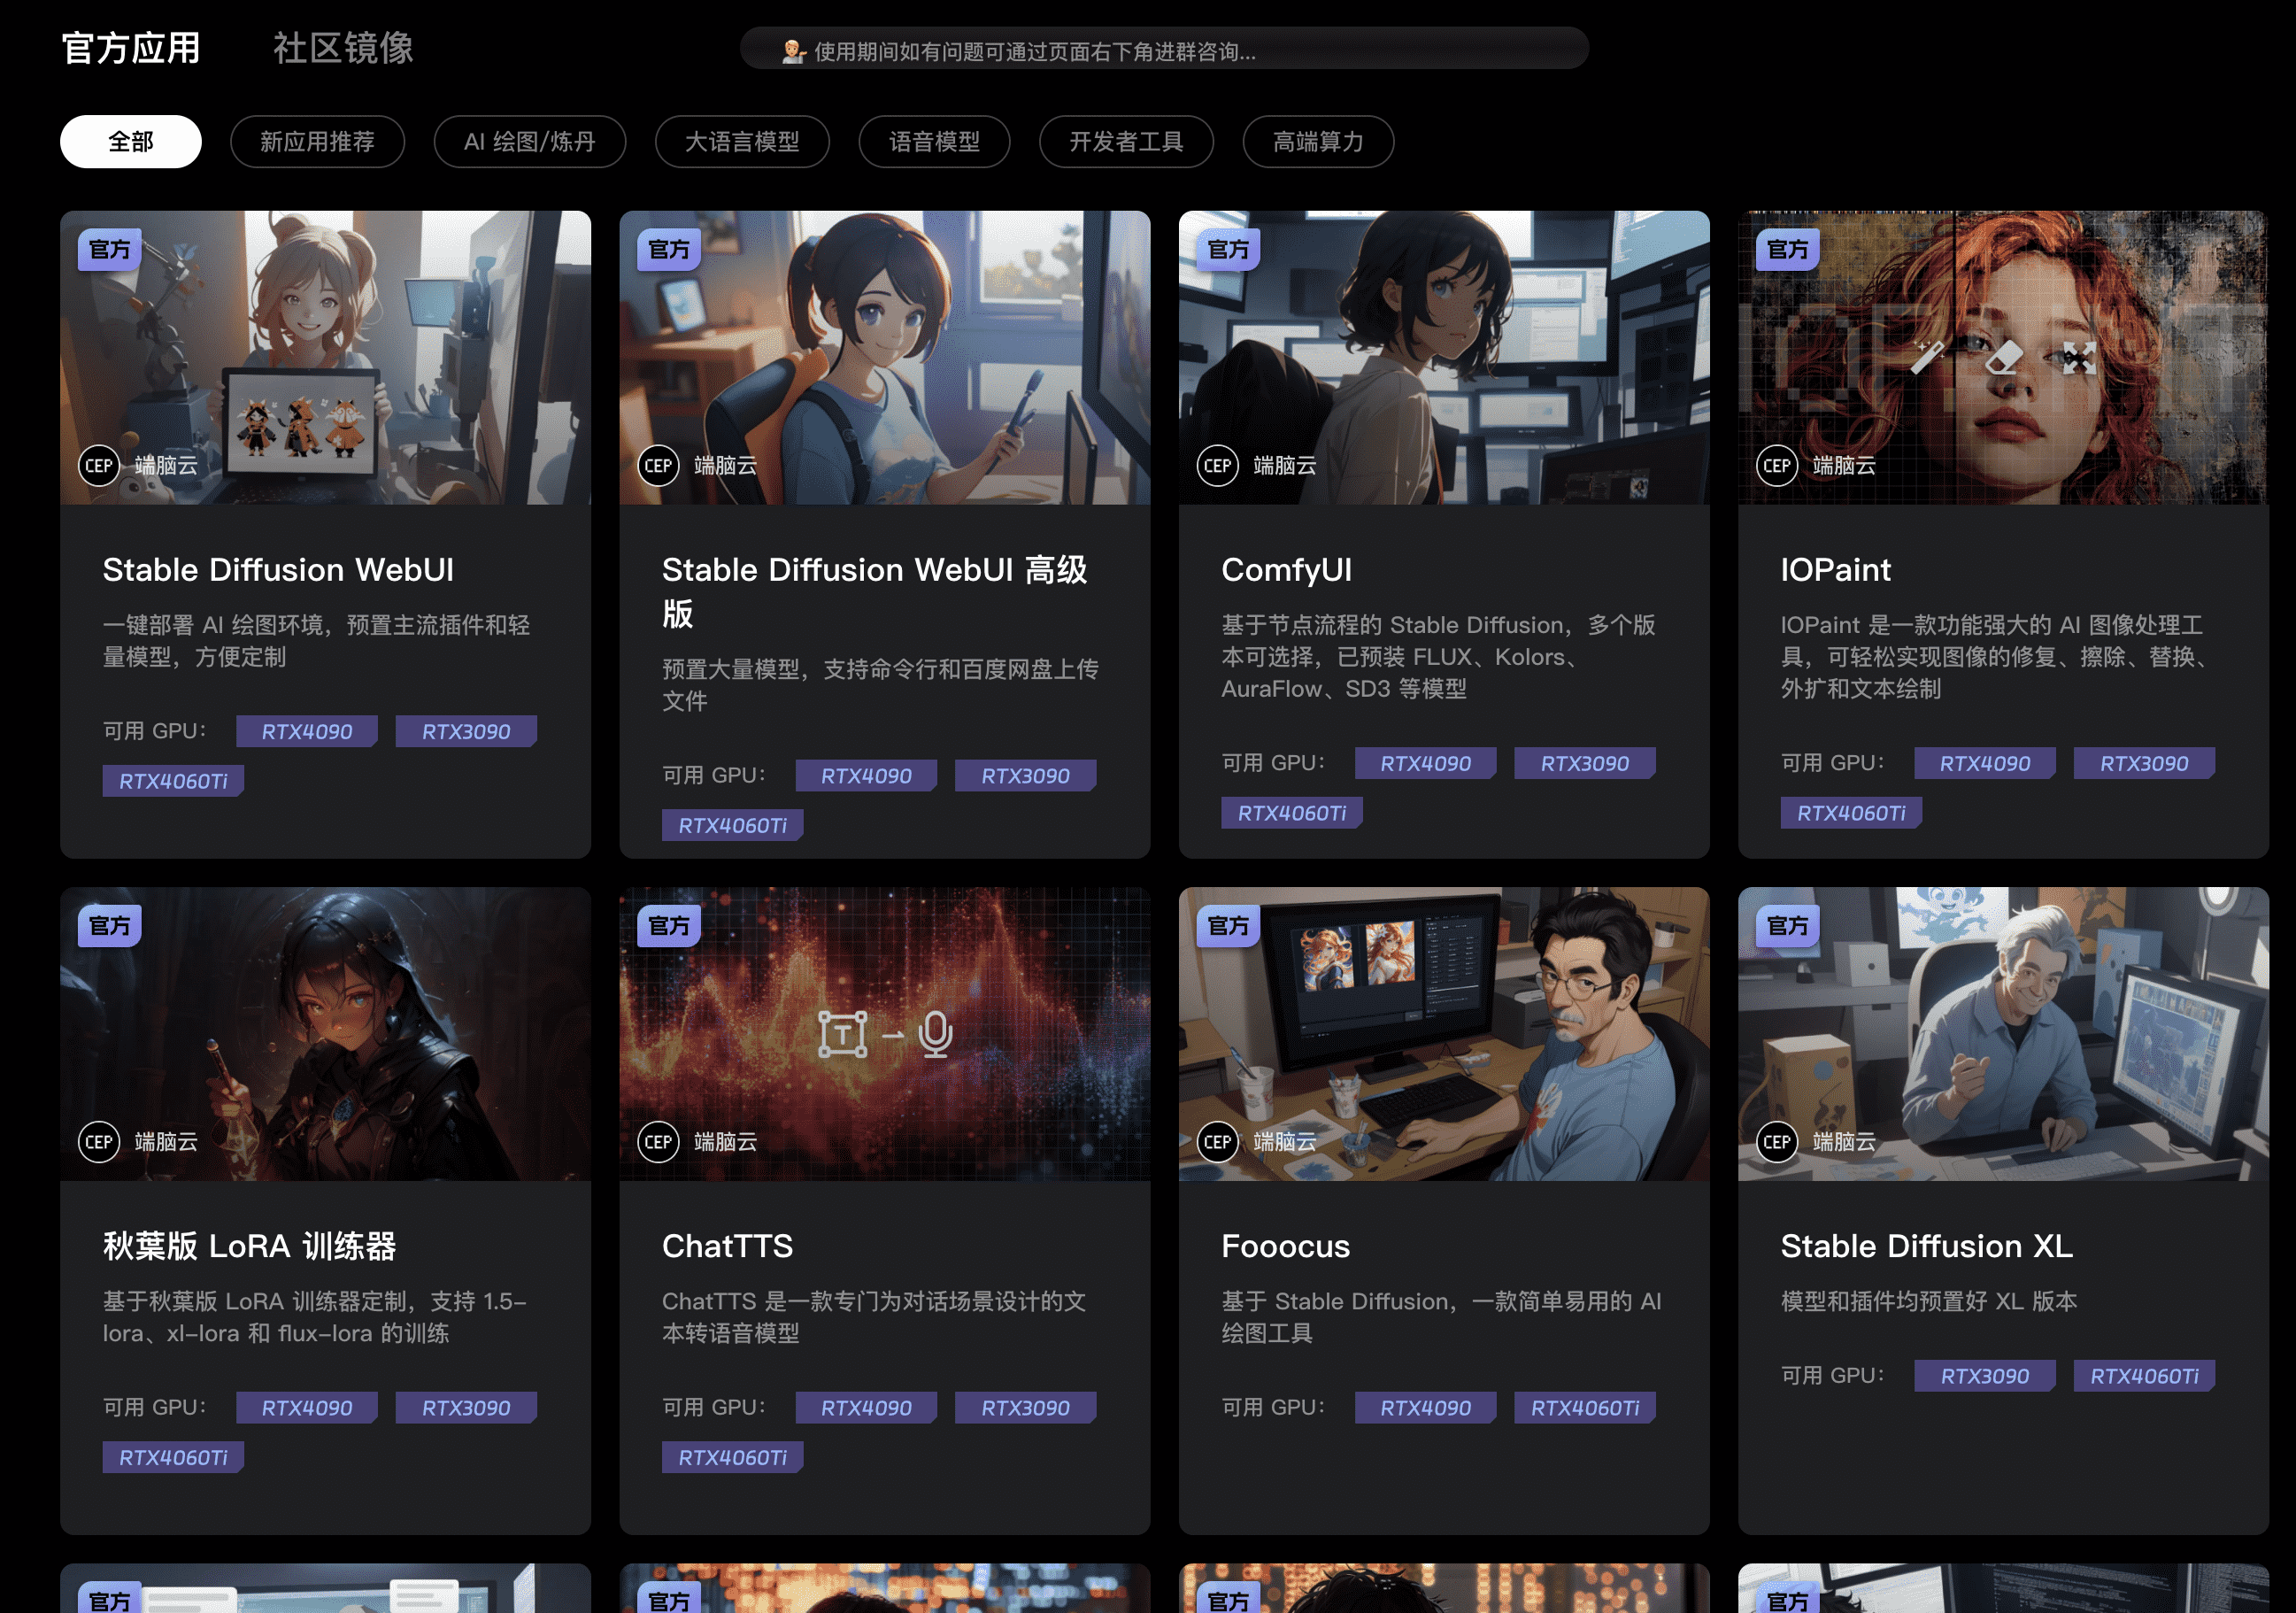 官方应用 社区镜像
使用期间如有问题可通过页面右下角进群咨询...
全部 新应用推荐 AI 绘图/炼丹 大语言模型 语音模型 开发者工具 高端算力
官方
CEP 端脑云
Stable Diffusion WebUI
一键部署 AI 绘图环境，预置主流插件和轻
量模型，方便定制
可用 GPU： RTX4090 RTX3090
RTX4060Ti
官方
CEP 端脑云
Stable Diffusion WebUI 高级
版
预置大量模型，支持命令行和百度网盘上传
文件
可用 GPU： RTX4090 RTX3090
RTX4060Ti
官方
CEP 端脑云
ComfyUI
基于节点流程的 Stable Diffusion，多个版
本可选择，已预装 FLUX、Kolors、
AuraFlow、SD3 等模型
可用 GPU： RTX4090 RTX3090
RTX4060Ti
官方
CEP 端脑云
IOPaint
IOPaint 是一款功能强大的 AI 图像处理工
具，可轻松实现图像的修复、擦除、替换、
外扩和文本绘制
可用 GPU： RTX4090 RTX3090
RTX4060Ti
官方
CEP 端脑云
秋葉版 LoRA 训练器
基于秋葉版 LoRA 训练器定制，支持 1.5-
lora、xl-lora 和 flux-lora 的训练
可用 GPU： RTX4090 RTX3090
RTX4060Ti
官方
T
CEP 端脑云
ChatTTS
ChatTTS 是一款专门为对话场景设计的文
本转语音模型
可用 GPU： RTX4090 RTX3090
RTX4060Ti
官方
CEP 端脑云
Fooocus
基于 Stable Diffusion，一款简单易用的 AI
绘图工具
可用 GPU： RTX4090 RTX4060Ti
官方
CEP 端脑云
Stable Diffusion XL
模型和插件均预置好 XL 版本
可用 GPU： RTX3090 RTX4060Ti
官方
官方
官方
官方